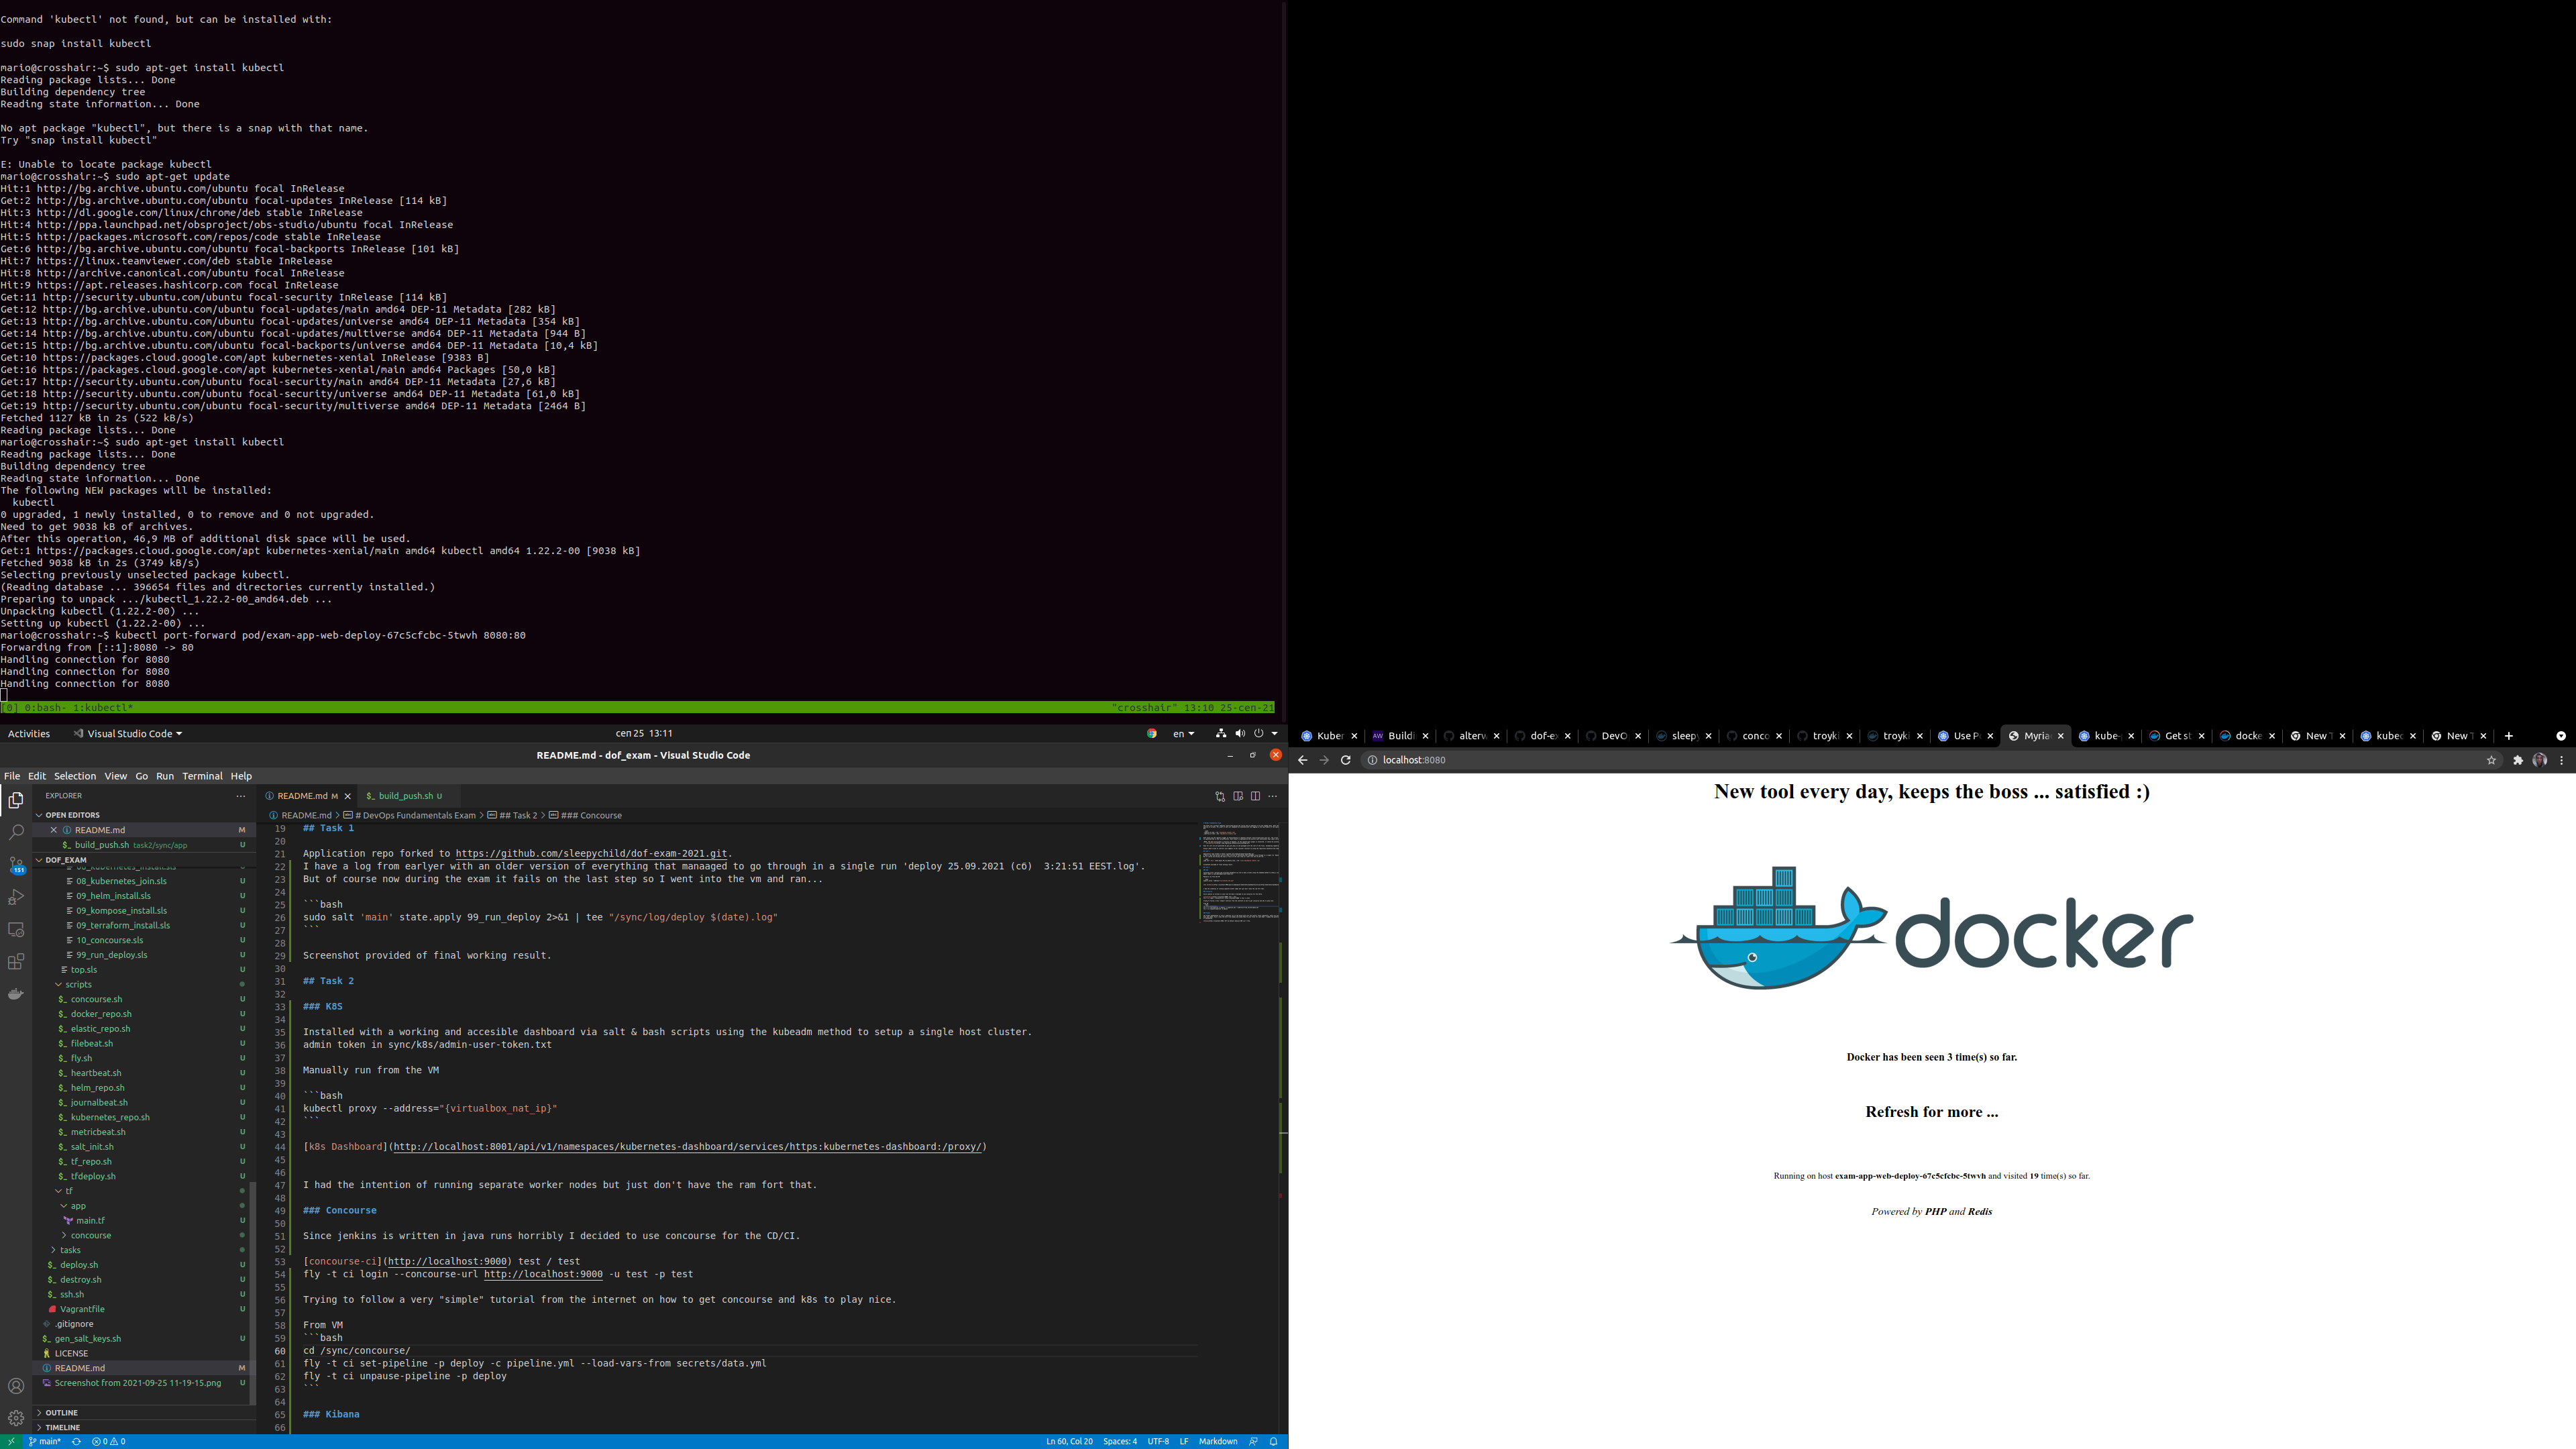 Command 'kubectl' not found, but can be installed with:
sudo snap install kubectl
mario@crosshair:~$ sudo apt-get install kubectl
Reading package lists... Done
Building dependency tree
Reading state information... Done
No apt package "kubectl", but there is a snap with that name.
Try "snap install kubectl"
E: Unable to locate package kubectl
mario@crosshair:~$ sudo apt-get update
Hit:1 http://bg.archive.ubuntu.com/ubuntu focal InRelease
Get:2 http://bg.archive.ubuntu.com/ubuntu focal-updates InRelease [114 kB]
Hit:3 http://dl.google.com/linux/chrome/deb stable InRelease
Hit:4 http://ppa.launchpad.net/obsproject/obs-studio/ubuntu focal InRelease
Hit:5 http://packages.microsoft.com/repos/code stable InRelease
Get:6 http://bg.archive.ubuntu.com/ubuntu focal-backports InRelease [101 kB]
Hit:7 https://linux.teamviewer.com/deb stable InRelease
Hit:8 http://archive.canonical.com/ubuntu focal InRelease
Hit:9 https://apt.releases.hashicorp.com focal InRelease
Get:11 http://security.ubuntu.com/ubuntu focal-security InRelease [114 kB]
Get:12 http://bg.archive.ubuntu.com/ubuntu focal-updates/main amd64 DEP-11 Metadata [282 kB]
Get:13 http://bg.archive.ubuntu.com/ubuntu focal-updates/universe amd64 DEP-11 Metadata [354 kB]
Get:14 http://bg.archive.ubuntu.com/ubuntu focal-updates/multiverse amd64 DEP-11 Metadata [944 B]
Get:15 http://bg.archive.ubuntu.com/ubuntu focal-backports/universe amd64 DEP-11 Metadata [10,4 kB]
Get:10 https://packages.cloud.google.com/apt kubernetes-xenial InRelease [9383 B]
Get:16 https://packages.cloud.google.com/apt kubernetes-xenial/main amd64 Packages [50,0 kB]
Get:17 http://security.ubuntu.com/ubuntu focal-security/main amd64 DEP-11 Metadata [27,6 kB]
Get:18 http://security.ubuntu.com/ubuntu focal-security/universe amd64 DEP-11 Metadata [61,0 kB]
Get:19 http://security.ubuntu.com/ubuntu focal-security/multiverse amd64 DEP-11 Metadata [2464 B]
Fetched 1127 kB in 2s (522 kB/s)
Reading package lists... Done
mario@crosshair:~$ sudo apt-get install kubectl
Reading package lists... Done
Building dependency tree
Reading state information... Done
The following NEW packages will be installed:
kubectl
0 upgraded, 1 newly installed, 0 to remove and 0 not upgraded.
Need to get 9038 kB of archives.
After this operation, 46,9 MB of additional disk space will be used.
Get:1 https://packages.cloud.google.com/apt kubernetes-xenial/main amd64 kubectl amd64 1.22.2-00 [9038 kB]
Fetched 9038 kB in 2s (3749 kB/s)
Selecting previously unselected package kubectl.
(Reading database ... 396654 files and directories currently installed.)
Preparing to unpack .../kubectl_1.22.2-00_amd64.deb ...
Unpacking kubectl (1.22.2-00) ...
Setting up kubectl (1.22.2-00) ...
mario@crosshair:~$ kubectl port-forward pod/exam-app-web-deploy-67c5cfcbc-5twvh 8080:80
Forwarding from [::1]:8080 -> 80
Handling connection for 8080
Handling connection for 8080
Handling connection for 8080
[0] 0:bash- 1:kubectl* "crosshair" 13:10 25-сеп-21
Activities Visual Studio Code сеп 25 13:11 en
README.md - dof_exam - Visual Studio Code
File Edit Selection View Go Run Terminal Help
EXPLORER
OPEN EDITORS
README.md M
build_push.sh task2/sync/app U
DOF_EXAM
08_kubernetes_install.sls U
08_kubernetes_join.sls U
09_helm_install.sls U
09_kompose_install.sls U
09_terraform_install.sls U
10_concourse.sls U
99_run_deploy.sls U
top.sls U
scripts
concourse.sh U
docker_repo.sh U
elastic_repo.sh U
filebeat.sh U
fly.sh U
heartbeat.sh U
helm_repo.sh U
journalbeat.sh U
kubernetes_repo.sh U
metricbeat.sh U
salt_init.sh U
tf_repo.sh U
tfdeploy.sh U
tf
app
main.tf U
concourse
tasks
deploy.sh U
destroy.sh U
ssh.sh U
Vagrantfile U
.gitignore
gen_salt_keys.sh U
LICENSE
README.md M
Screenshot from 2021-09-25 11-19-15.png U
OUTLINE
TIMELINE
151
README.md M build_push.sh U
README.md > # DevOps Fundamentals Exam > ## Task 2 > ### Concourse
19 ## Task 1
20
21 Application repo forked to https://github.com/sleepychild/dof-exam-2021.git.
22 I have a log from earlyer with an older version of everything that manaaged to go through in a single run 'deploy 25.09.2021 (сб)  3:21:51 EEST.log'.
23 But of course now during the exam it fails on the last step so I went into the vm and ran...
24
25 ```bash
26 sudo salt 'main' state.apply 99_run_deploy 2>&1 | tee "/sync/log/deploy $(date).log"
27 ```
28
29 Screenshot provided of final working result.
30
31 ## Task 2
32
33 ### K8S
34
35 Installed with a working and accesible dashboard via salt & bash scripts using the kubeadm method to setup a single host cluster.
36 admin token in sync/k8s/admin-user-token.txt
37
38 Manually run from the VM
39
40 ```bash
41 kubectl proxy --address="{virtualbox_nat_ip}"
42 ```
43
44 [k8s Dashboard](http://localhost:8001/api/v1/namespaces/kubernetes-dashboard/services/https:kubernetes-dashboard:/proxy/)
45
46
47 I had the intention of running separate worker nodes but just don't have the ram fort that.
48
49 ### Concourse
50
51 Since jenkins is written in java runs horribly I decided to use concourse for the CD/CI.
52
53 [concourse-ci](http://localhost:9000) test / test
54 fly -t ci login --concourse-url http://localhost:9000 -u test -p test
55
56 Trying to follow a very "simple" tutorial from the internet on how to get concourse and k8s to play nice.
57
58 From VM
59 ```bash
60 cd /sync/concourse/
61 fly -t ci set-pipeline -p deploy -c pipeline.yml --load-vars-from secrets/data.yml
62 fly -t ci unpause-pipeline -p deploy
63 ```
64
65 ### Kibana
66
main* 0 0 Ln 60, Col 20 Spaces: 4 UTF-8 LF Markdown
Kuber AW Buildi alterw dof-ex DevO sleepy conco troyki troyki Use Po Myria kube- Get st docke New T kubec New T
localhost:8080
New tool every day, keeps the boss ... satisfied :)
docker
Docker has been seen 3 time(s) so far.
Refresh for more ...
Running on host exam-app-web-deploy-67c5cfcbc-5twvh and visited 19 time(s) so far.
Powered by PHP and Redis